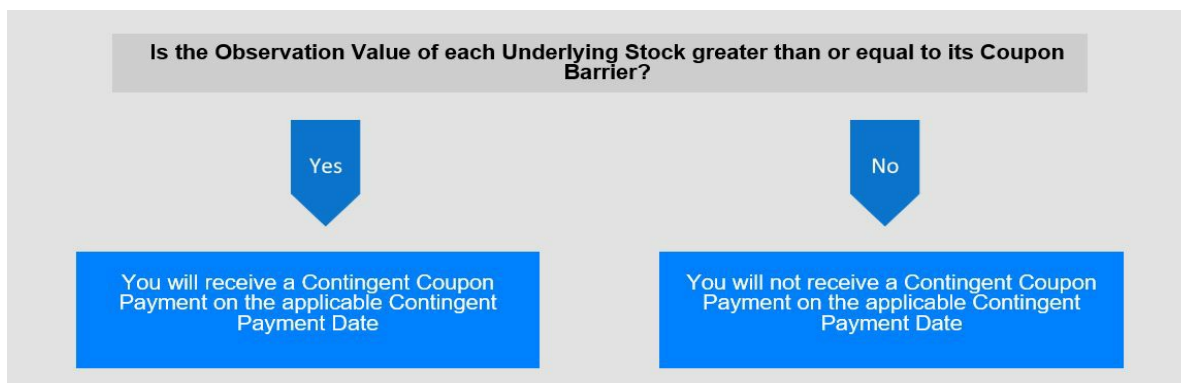 Is the Observation Value of each Underlying Stock greater than or equal to its Coupon
Barrier?
Yes
No
You will receive a Contingent Coupon
Payment on the applicable Contingent
Payment Date
You will not receive a Contingent Coupon
Payment on the applicable Contingent
Payment Date